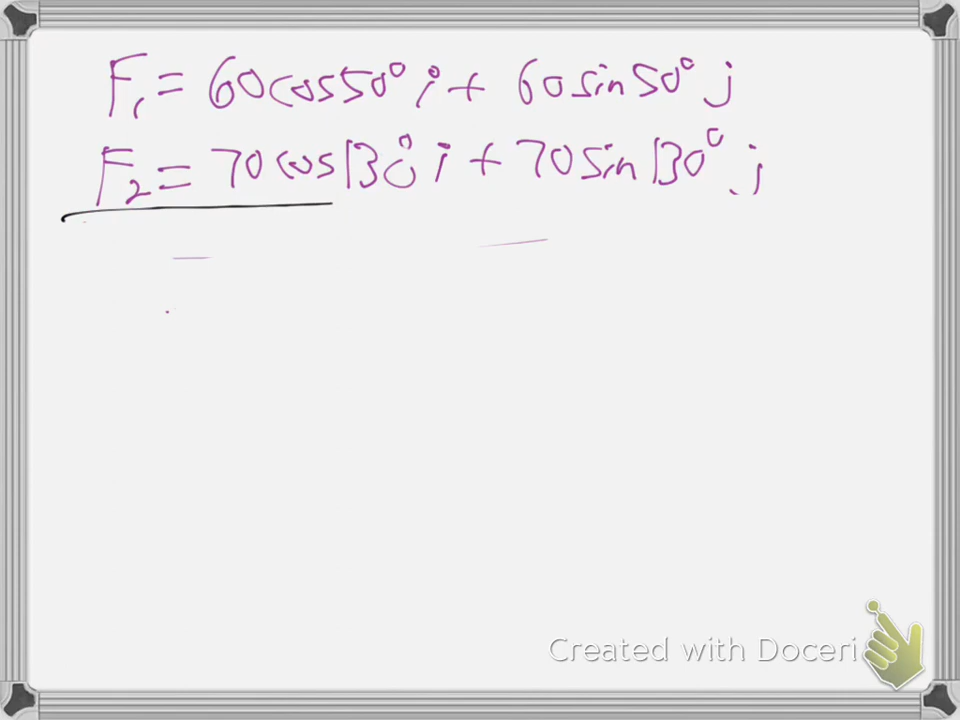 F₁ = 60cos50° i + 60sin50° j
F₂ = 70cos130° i + 70sin130° j
Created with Doceri